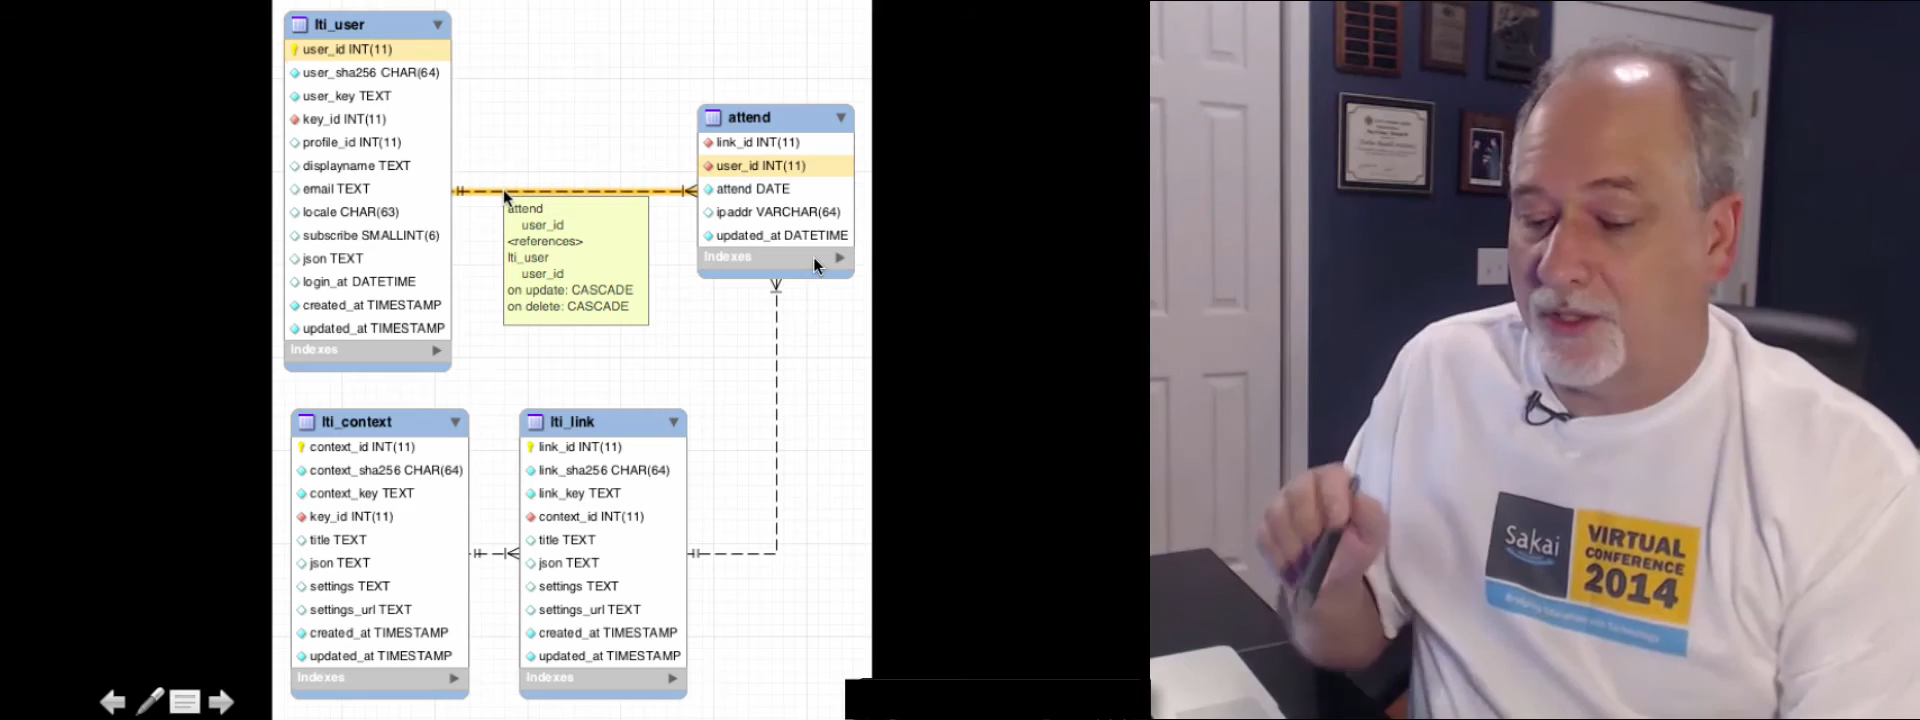 lti_user
user_id INT(11)
user_sha256 CHAR(64)
user_key TEXT
key_id INT(11)
profile_id INT(11)
displayname TEXT
email TEXT
locale CHAR(63)
subscribe SMALLINT(6)
json TEXT
login_at DATETIME
created_at TIMESTAMP
updated_at TIMESTAMP
Indexes
attend
user_id
<references>
lti_user
user_id
on update: CASCADE
on delete: CASCADE
attend
link_id INT(11)
user_id INT(11)
attend DATE
ipaddr VARCHAR(64)
updated_at DATETIME
Indexes
lti_context
context_id INT(11)
context_sha256 CHAR(64)
context_key TEXT
key_id INT(11)
title TEXT
json TEXT
settings TEXT
settings_url TEXT
created_at TIMESTAMP
updated_at TIMESTAMP
Indexes
lti_link
link_id INT(11)
link_sha256 CHAR(64)
link_key TEXT
context_id INT(11)
title TEXT
json TEXT
settings TEXT
settings_url TEXT
created_at TIMESTAMP
updated_at TIMESTAMP
Indexes
Sakai
VIRTUAL
CONFERENCE
2014
Bridging Education with Technology